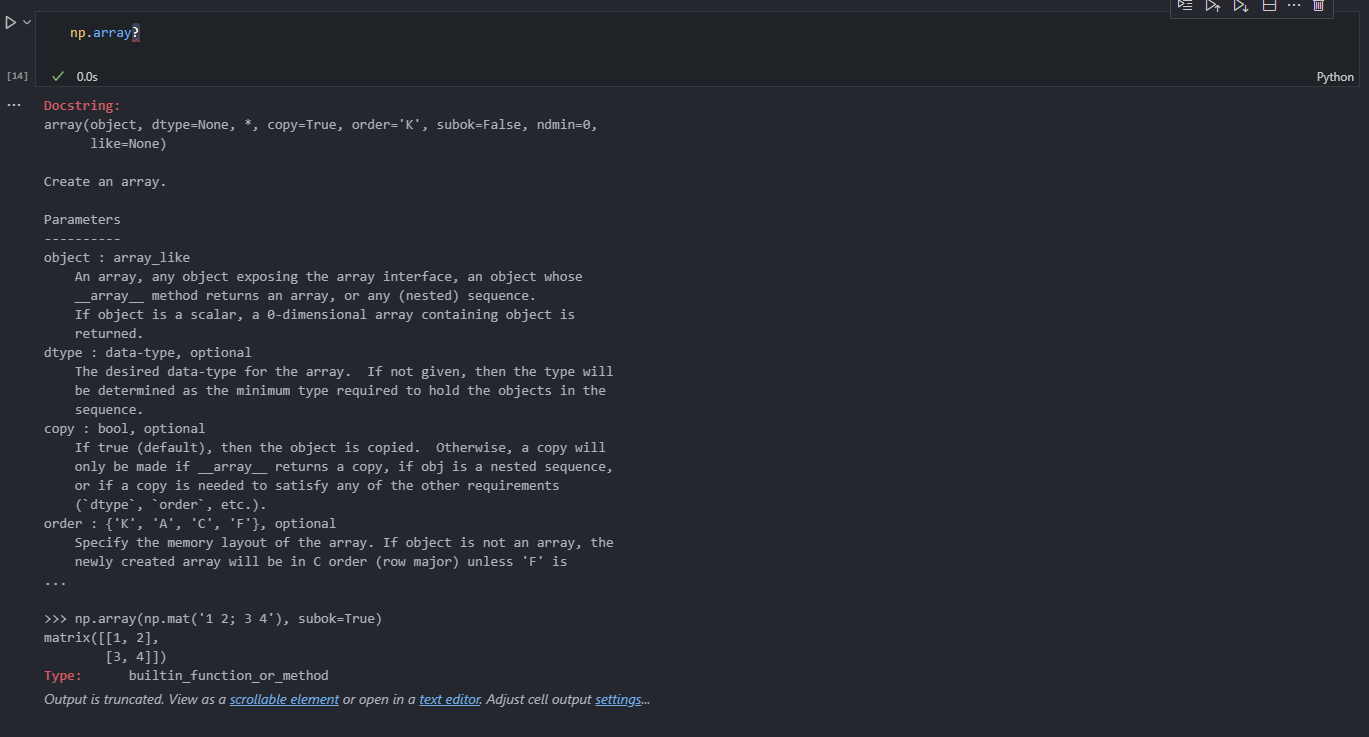 np.array?
[14]
0.0s
Python
...
Docstring:
array(object, dtype=None, *, copy=True, order='K', subok=False, ndmin=0,
      like=None)
Create an array.
Parameters
----------
object : array_like
    An array, any object exposing the array interface, an object whose
    __array__ method returns an array, or any (nested) sequence.
    If object is a scalar, a 0-dimensional array containing object is
    returned.
dtype : data-type, optional
    The desired data-type for the array.  If not given, then the type will
    be determined as the minimum type required to hold the objects in the
    sequence.
copy : bool, optional
    If true (default), then the object is copied.  Otherwise, a copy will
    only be made if __array__ returns a copy, if obj is a nested sequence,
    or if a copy is needed to satisfy any of the other requirements
    (`dtype`, `order`, etc.).
order : {'K', 'A', 'C', 'F'}, optional
    Specify the memory layout of the array. If object is not an array, the
    newly created array will be in C order (row major) unless 'F' is
...
>>> np.array(np.mat('1 2; 3 4'), subok=True)
matrix([[1, 2],
        [3, 4]])
Type:      builtin_function_or_method
Output is truncated. View as a scrollable element or open in a text editor. Adjust cell output settings...